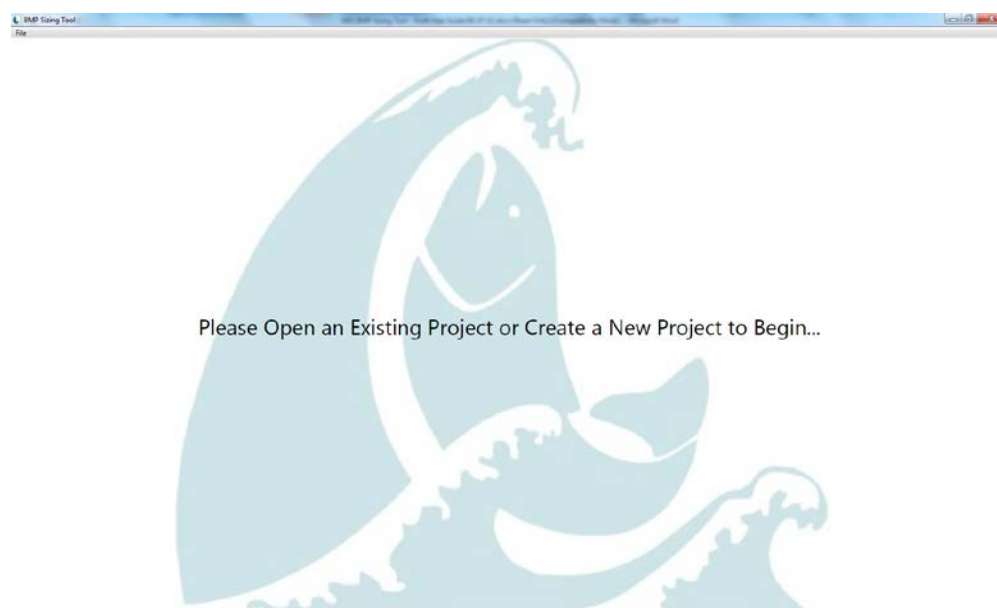 BMP Sizing Tool
File
Please Open an Existing Project or Create a New Project to Begin...